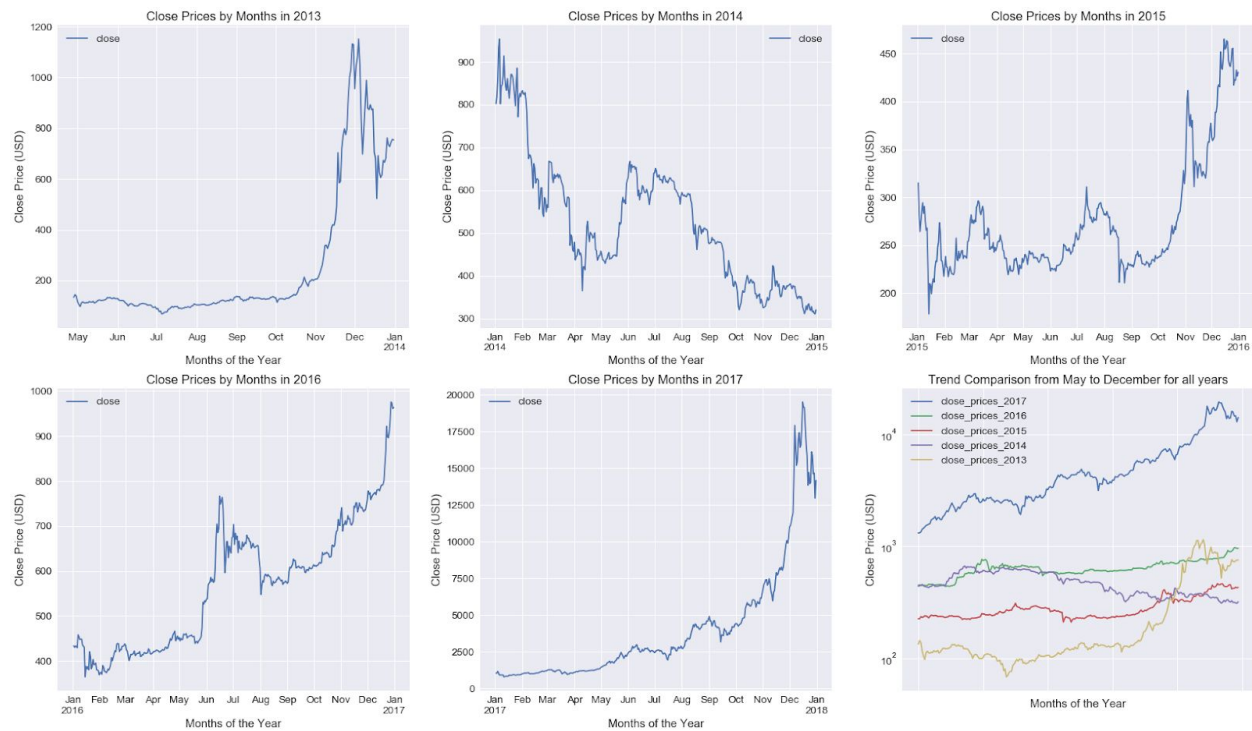 Close Prices by Months in 2013
close
1200
1000
800
600
400
200
Close Price (USD)
May Jun Jul Aug Sep Oct Nov Dec Jan
2014
Months of the Year
Close Prices by Months in 2014
close
900
800
700
600
500
400
300
Close Price (USD)
Jan Feb Mar Apr May Jun Jul Aug Sep Oct Nov Dec Jan
2014 2015
Months of the Year
Close Prices by Months in 2015
close
450
400
350
300
250
200
Close Price (USD)
Jan Feb Mar Apr May Jun Jul Aug Sep Oct Nov Dec Jan
2015 2016
Months of the Year
Close Prices by Months in 2016
close
1000
900
800
700
600
500
400
Close Price (USD)
Jan Feb Mar Apr May Jun Jul Aug Sep Oct Nov Dec Jan
2016 2017
Months of the Year
Close Prices by Months in 2017
close
20000
17500
15000
12500
10000
7500
5000
2500
0
Close Price (USD)
Jan Feb Mar Apr May Jun Jul Aug Sep Oct Nov Dec Jan
2017 2018
Months of the Year
Trend Comparison from May to December for all years
close_prices_2017
close_prices_2016
close_prices_2015
close_prices_2014
close_prices_2013
10⁴
10³
10²
Close Price (USD)
Months of the Year